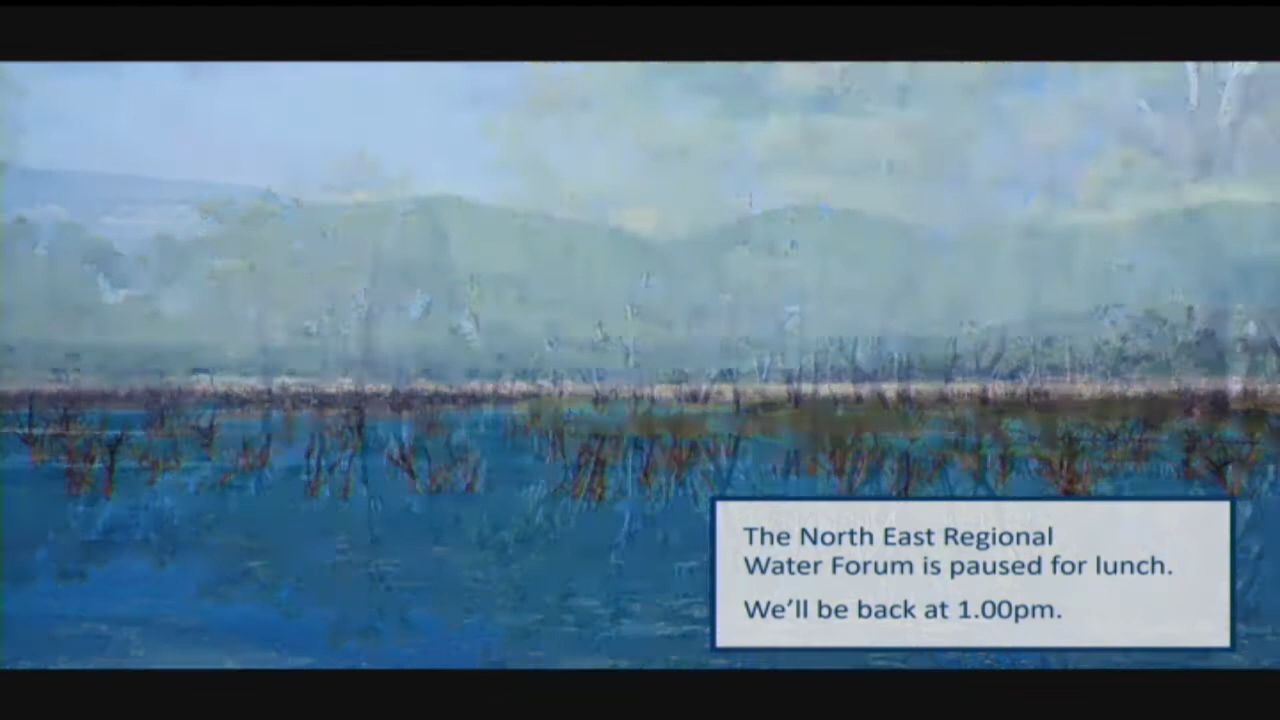 The North East Regional
Water Forum is paused for lunch.
We'll be back at 1.00pm.